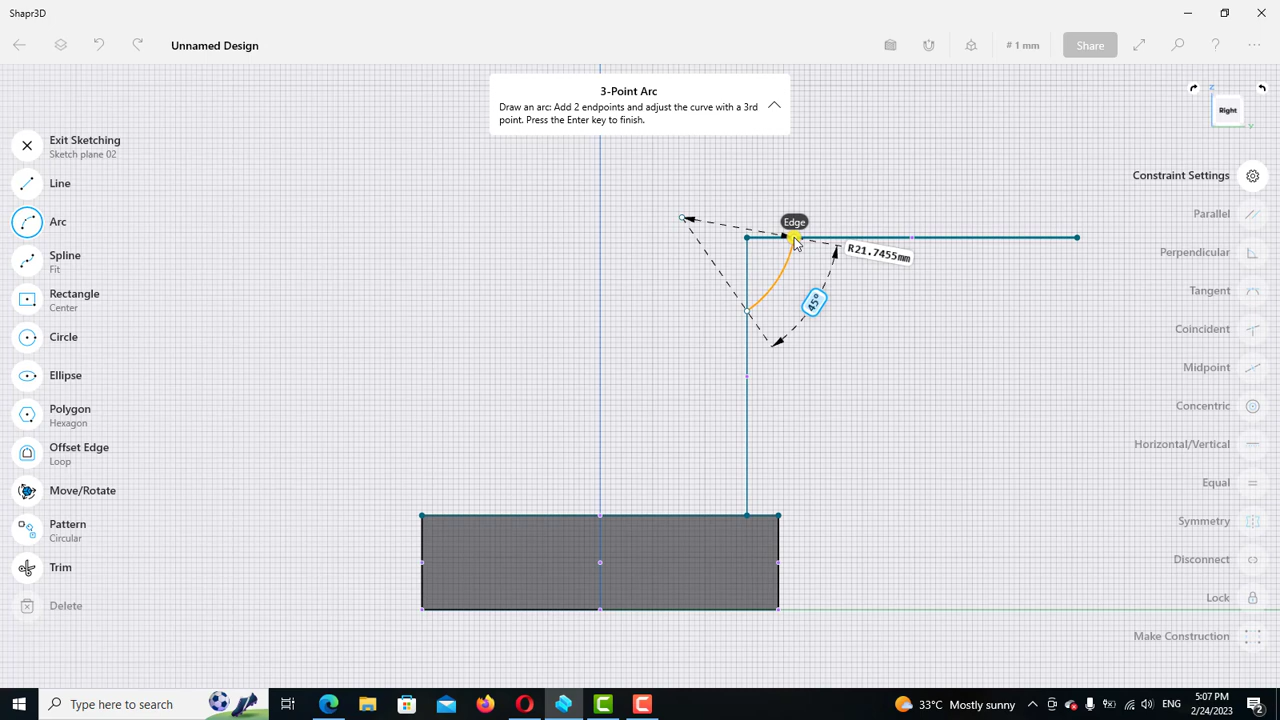 Shapr3D
Unnamed Design
# 1 mm
Share
3-Point Arc
Draw an arc: Add 2 endpoints and adjust the curve with a 3rd
point. Press the Enter key to finish.
Z
Right
Y
Exit Sketching
Sketch plane 02
Line
Arc
Spline
Fit
Rectangle
Center
Circle
Ellipse
Polygon
Hexagon
Offset Edge
Loop
Move/Rotate
Pattern
Circular
Trim
Delete
Edge
R21.7455mm
45°
Constraint Settings
Parallel
Perpendicular
Tangent
Coincident
Midpoint
Concentric
Horizontal/Vertical
Equal
Symmetry
Disconnect
Lock
Make Construction
Type here to search
33°C Mostly sunny
ENG
5:07 PM
2/24/2023
2